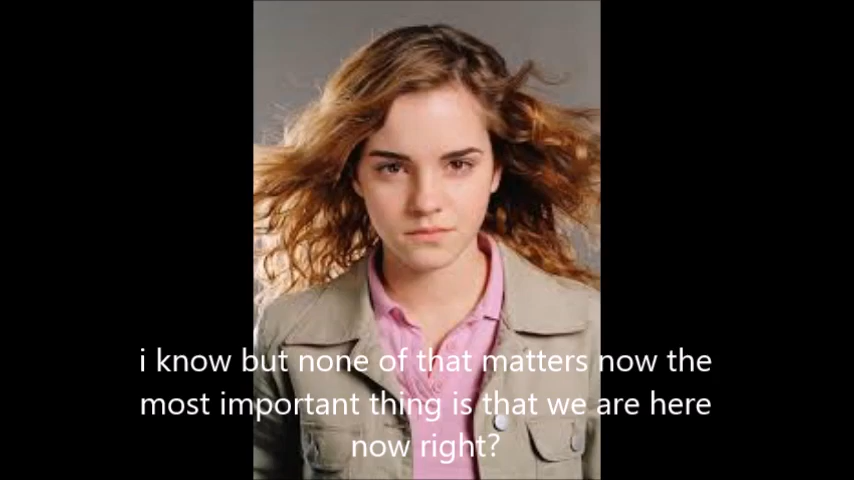 i know but none of that matters now the
most important thing is that we are here
now right?